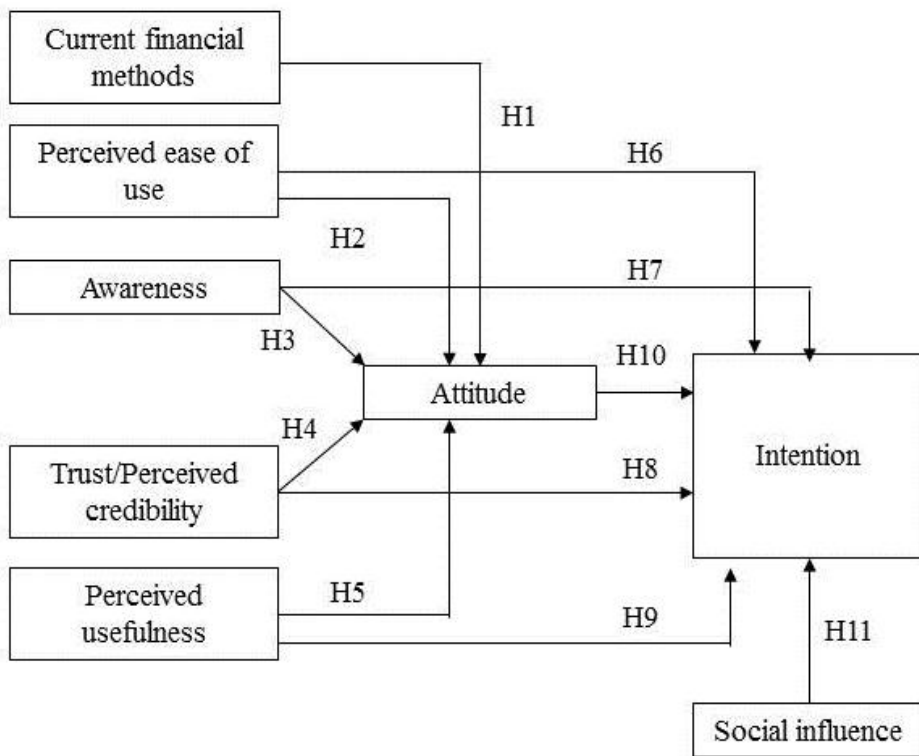 Current financial
methods
H1
Perceived ease of
use
H6
H2
Awareness
H7
H3
H10
Attitude
H4
Trust/Perceived
credibility
H8
Intention
Perceived
usefulness
H5
H9
H11
Social influence